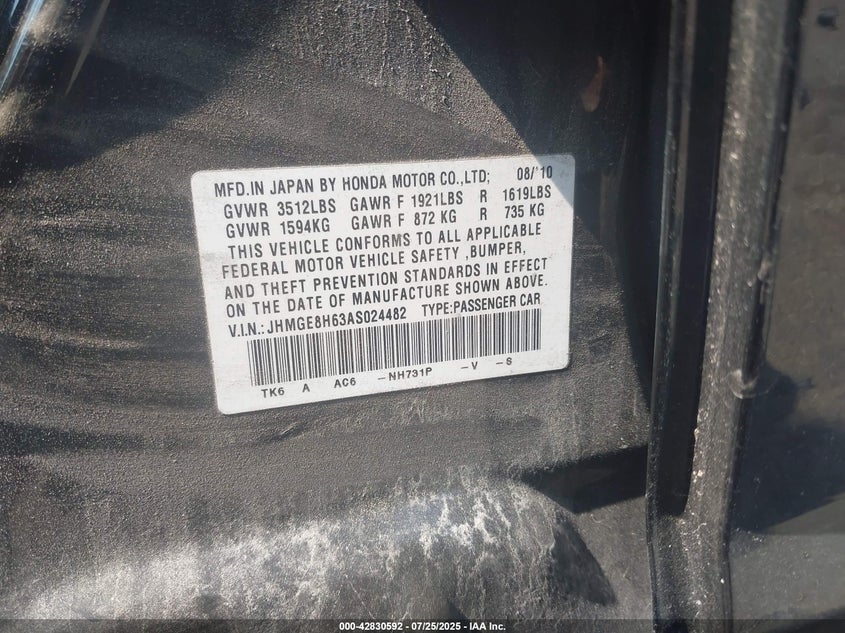 MFD.IN JAPAN BY HONDA MOTOR CO.,LTD; 08/'10
GVWR 3512LBS GAWR F 1921LBS R 1619LBS
GVWR 1594KG GAWR F 872 KG R 735 KG
THIS VEHICLE CONFORMS TO ALL APPLICABLE
FEDERAL MOTOR VEHICLE SAFETY ,BUMPER,
AND THEFT PREVENTION STANDARDS IN EFFECT
ON THE DATE OF MANUFACTURE SHOWN ABOVE.
V.I.N.:JHMGE8H63AS024482 TYPE:PASSENGER CAR
TK6 A AC6 -NH731P -V -S
000-42830592 / 07/25/2025 - IAA Inc.